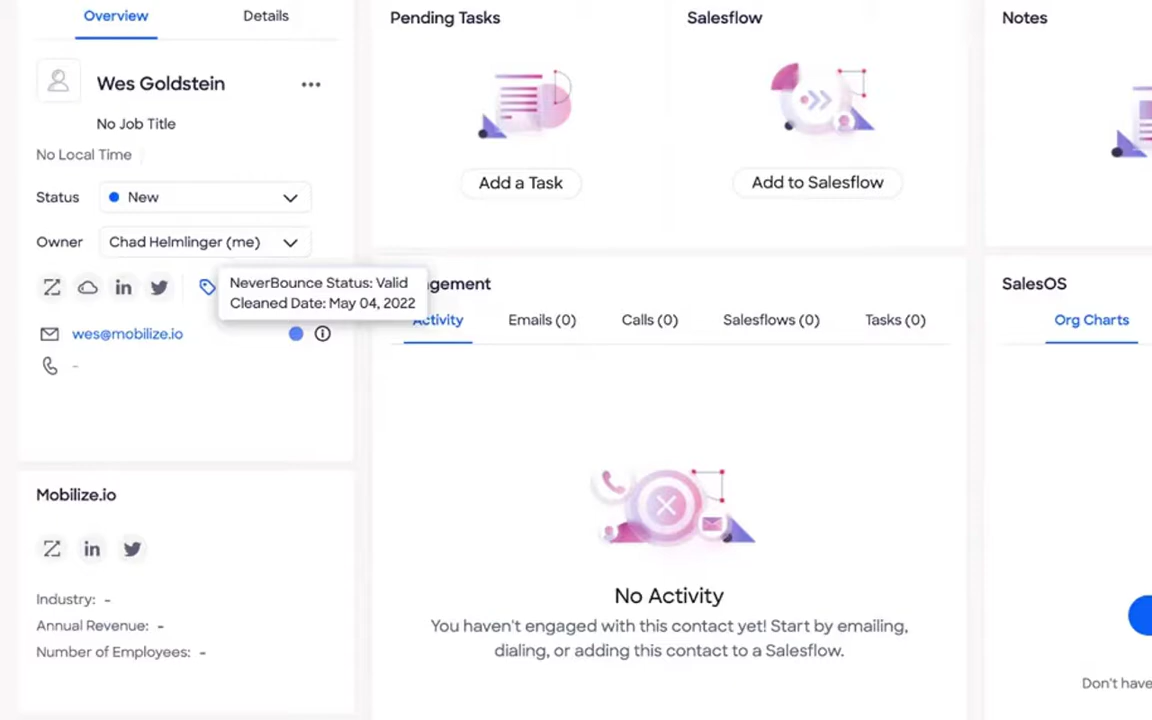 Overview
Details
Wes Goldstein
No Job Title
No Local Time
Status
New
Owner
Chad Helmlinger (me)
NeverBounce Status: Valid
Cleaned Date: May 04, 2022
wes@mobilize.io
-
Mobilize.io
Industry: -
Annual Revenue: -
Number of Employees: -
Pending Tasks
Add a Task
Salesflow
Add to Salesflow
Notes
gement
Activity
Emails (0)
Calls (0)
Salesflows (0)
Tasks (0)
No Activity
You haven't engaged with this contact yet! Start by emailing,
dialing, or adding this contact to a Salesflow.
SalesOS
Org Charts
Don't have